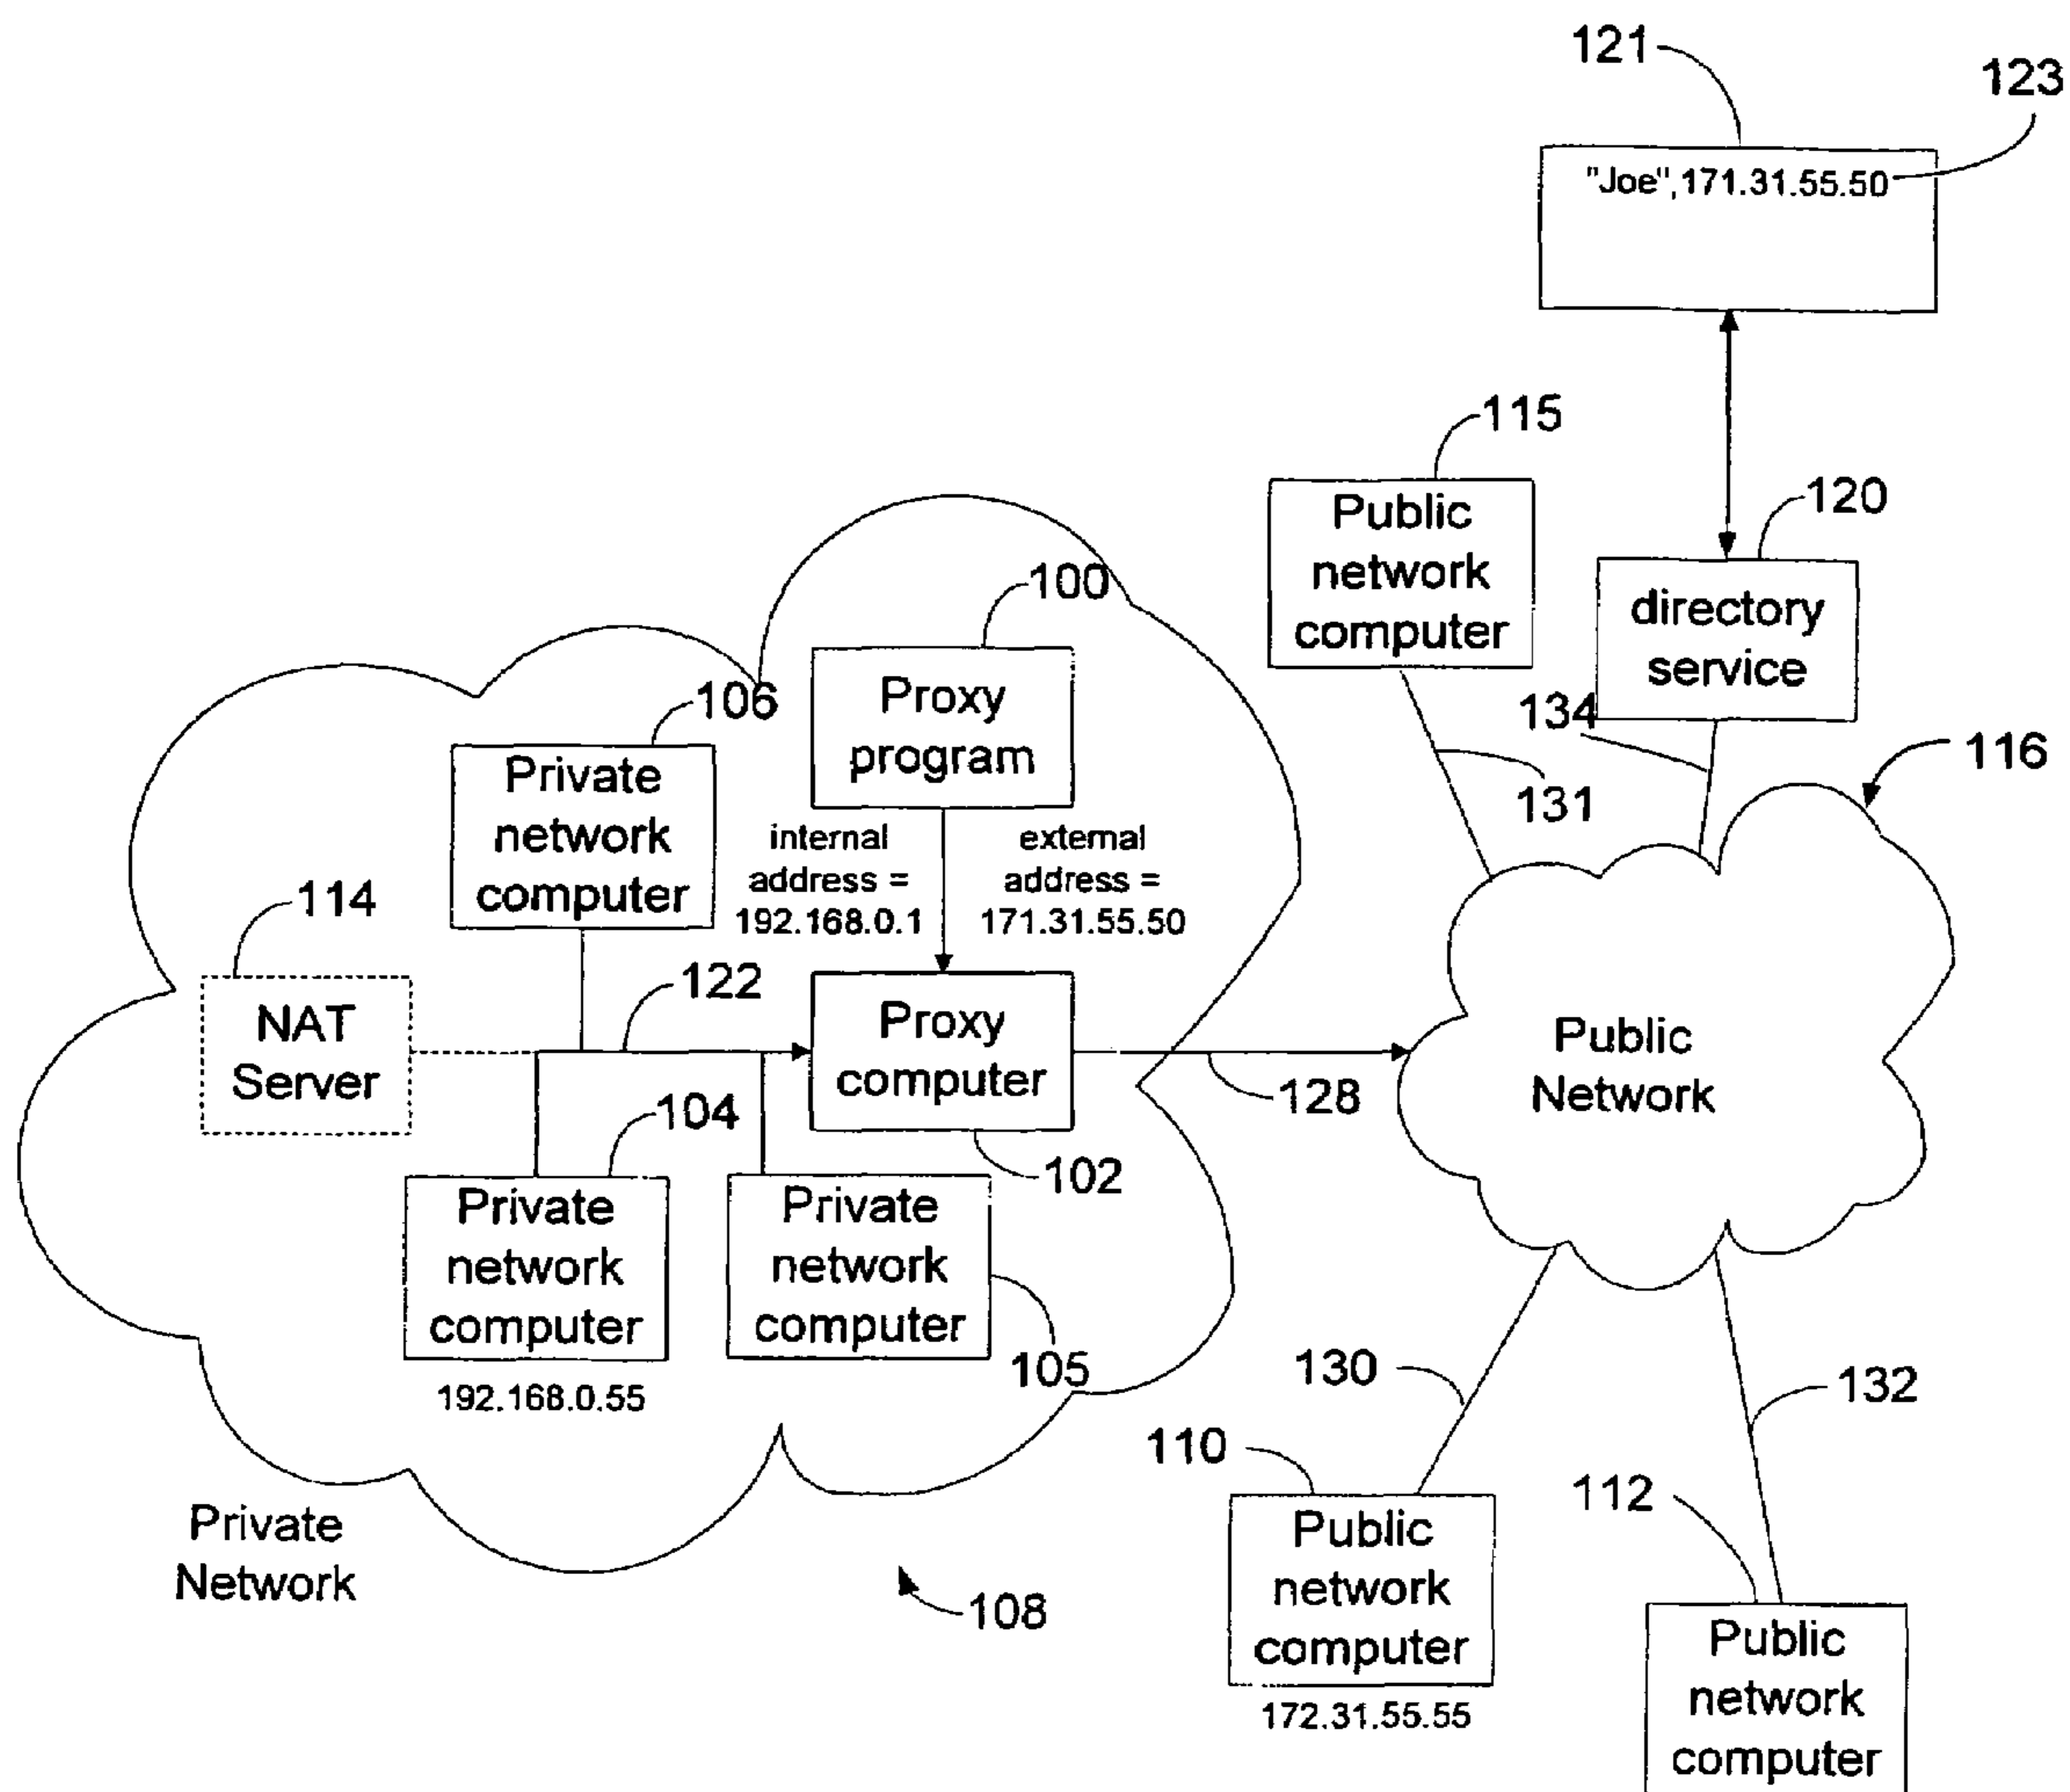 121
123
"Joe",171.31.55.50
115
Public
network
computer
120
directory
service
134
131
116
100
Proxy
program
106
Private
network
computer
internal
address =
192.168.0.1
external
address =
171.31.55.50
114
NAT
Server
122
Proxy
computer
102
128
Public
Network
104
Private
network
computer
192.168.0.55
Private
network
computer
105
130
132
110
Public
network
computer
172.31.55.55
112
Public
network
computer
Private
Network
108